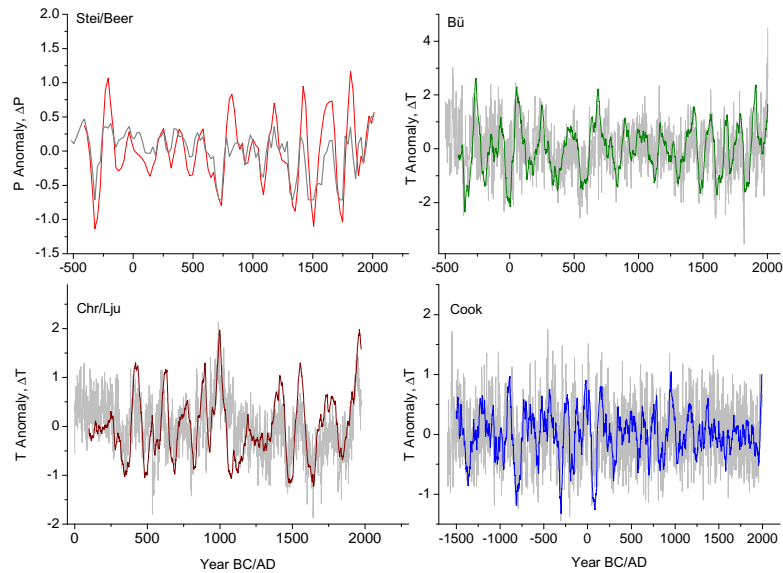 Stei/Beer
P Anomaly, ΔP
2.0
1.5
1.0
0.5
0.0
-0.5
-1.0
1.5
-500 0 500 1000 1250 1500 2000
Bü
T Anomaly, ΔT
4
2
0
-2
-500 0 500 1000 1500 2000
Chr/Lju
T Anomaly, ΔT
2
1
0
-1
-2
0 500 1000 1500 2000
Year BC/AD
Cook
T Anomaly, ΔT
2
1
0
-1
-1500 -1000 -500 0 500 1000 1500 2000
Year BC/AD